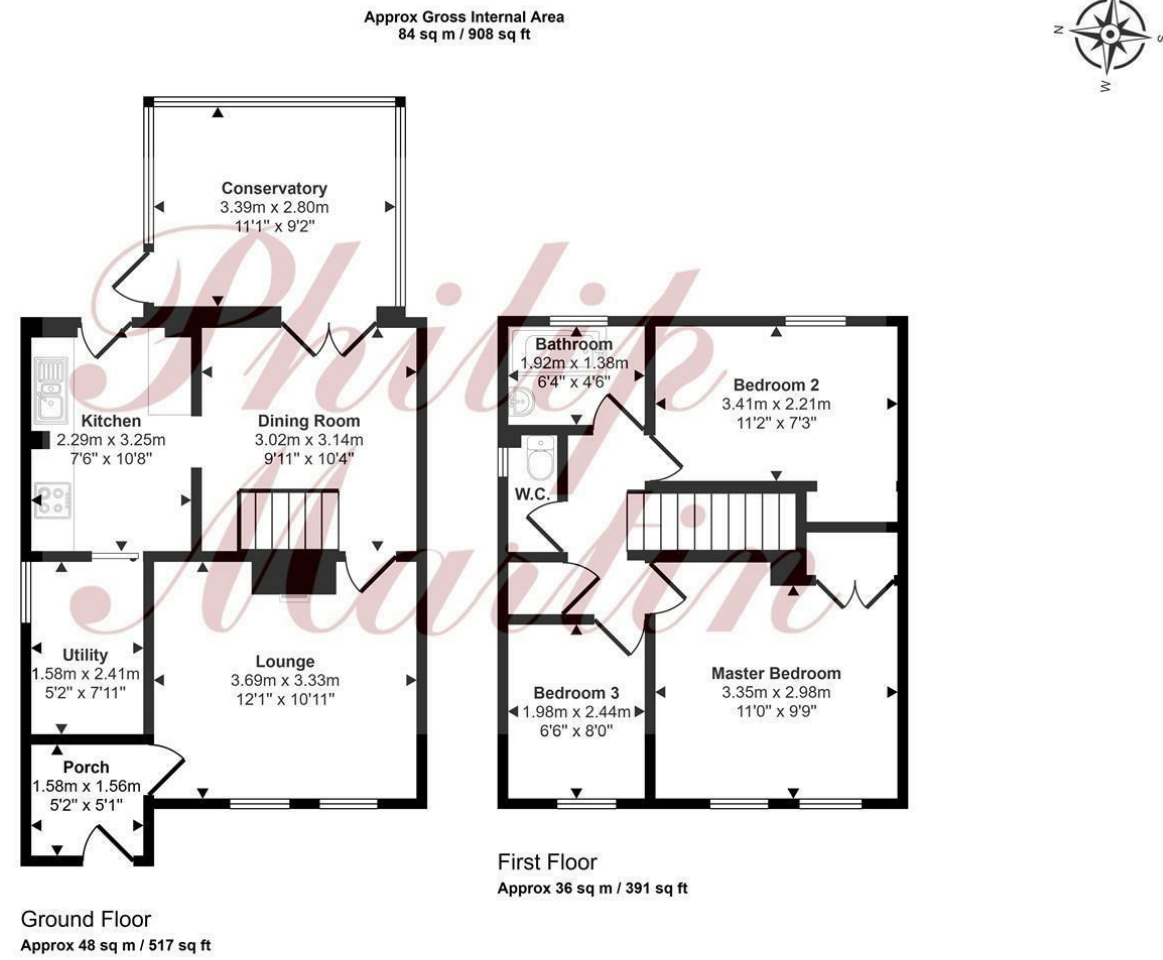 Approx Gross Internal Area
84 sq m / 908 sq ft
N
S
W
Conservatory
3.39m x 2.80m
11'1" x 9'2"
Kitchen
2.29m x 3.25m
7'6" x 10'8"
Dining Room
3.02m x 3.14m
9'11" x 10'4"
Utility
1.58m x 2.41m
5'2" x 7'11"
Lounge
3.69m x 3.33m
12'1" x 10'11"
Porch
1.58m x 1.56m
5'2" x 5'1"
Ground Floor
Approx 48 sq m / 517 sq ft
Bathroom
1.92m x 1.38m
6'4" x 4'6"
Bedroom 2
3.41m x 2.21m
11'2" x 7'3"
W.C.
Bedroom 3
1.98m x 2.44m
6'6" x 8'0"
Master Bedroom
3.35m x 2.98m
11'0" x 9'9"
First Floor
Approx 36 sq m / 391 sq ft
Philip
Martin